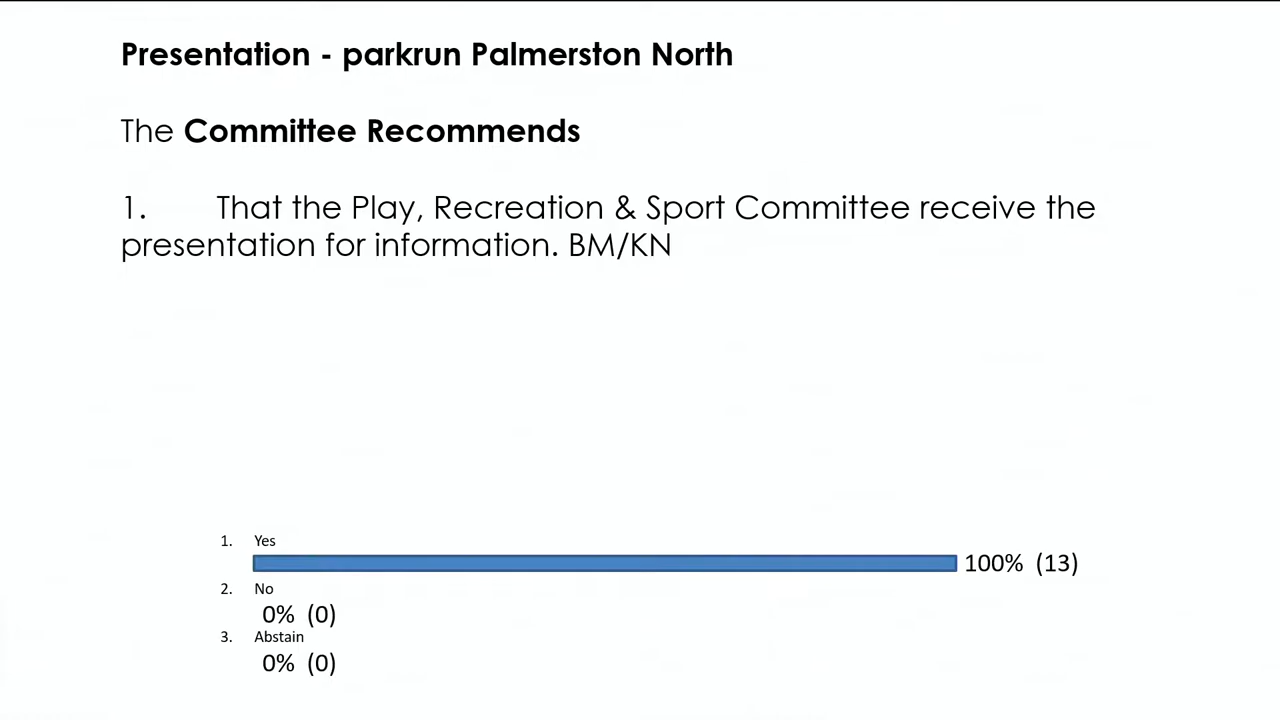 Presentation - parkrun Palmerston North
The Committee Recommends
1. That the Play, Recreation & Sport Committee receive the
presentation for information. BM/KN
1. Yes
100% (13)
2. No
0% (0)
3. Abstain
0% (0)